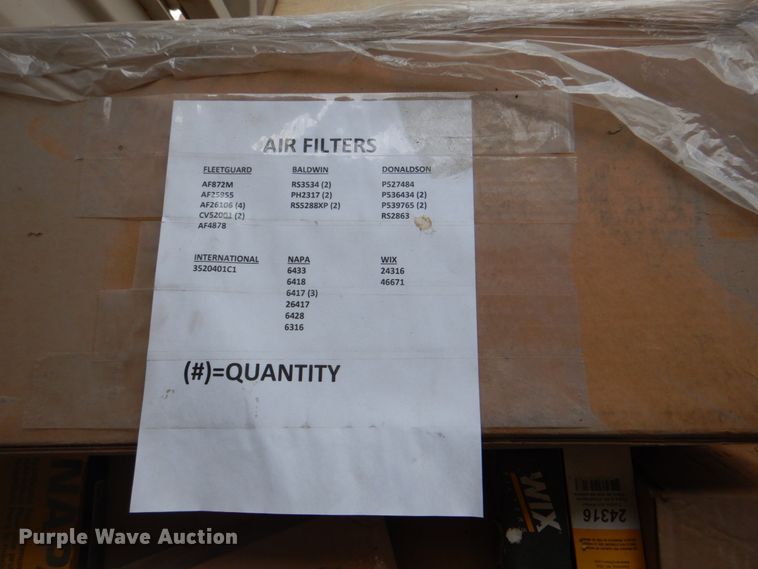 AIR FILTERS
FLEETGUARD
AF872M
AF25955
AF26106 (4)
CV52001 (2)
AF4878
BALDWIN
RS3534 (2)
PH2317 (2)
RS5288XP (2)
DONALDSON
P527484
P536434 (2)
P539765 (2)
RS2863
INTERNATIONAL
3520401C1
NAPA
6433
6418
6417 (3)
26417
6428
6316
WIX
24316
46671
(#)=QUANTITY
WIX
24316
Purple Wave Auction